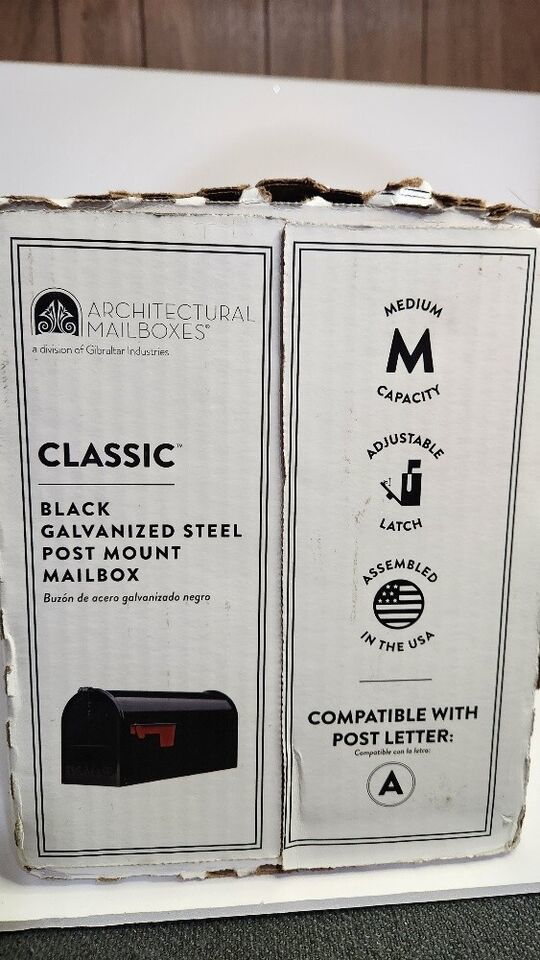 ARCHITECTURAL
MAILBOXES®
a division of Gibraltar Industries
CLASSIC™
BLACK
GALVANIZED STEEL
POST MOUNT
MAILBOX
Buzón de acero galvanizado negro
MEDIUM
M
CAPACITY
ADJUSTABLE
LATCH
ASSEMBLED
IN THE USA
COMPATIBLE WITH
POST LETTER:
Compatible con la letra:
A